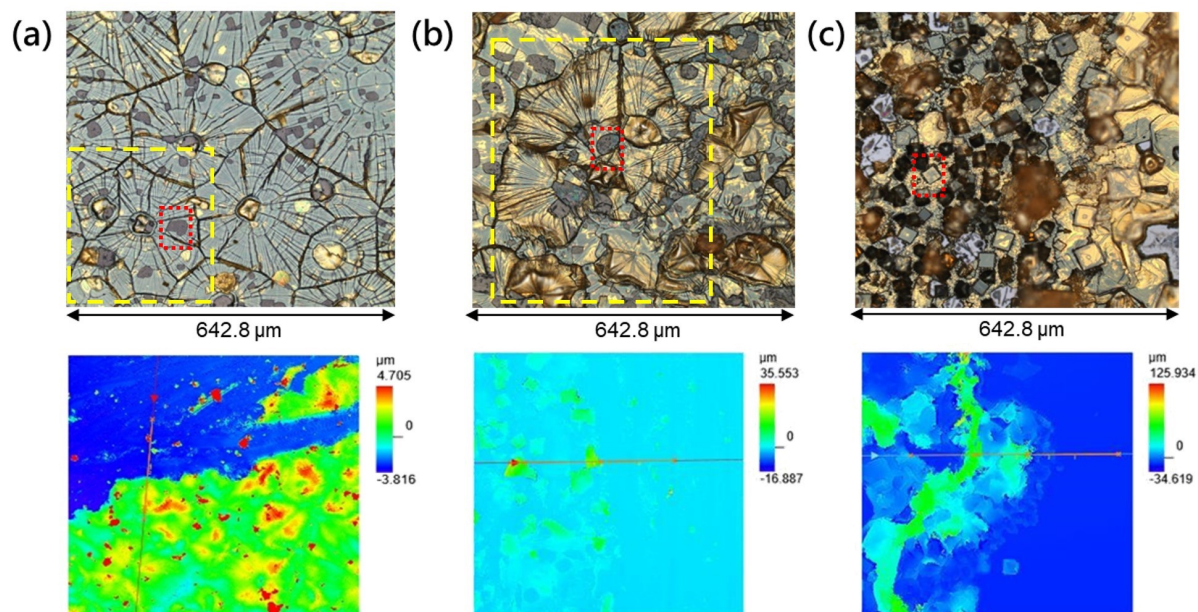 (a)
(b)
(c)
642.8 µm
642.8 µm
642.8 µm
µm
4.705
0
-3.816
µm
35.553
0
-16.887
µm
125.934
0
-34.619